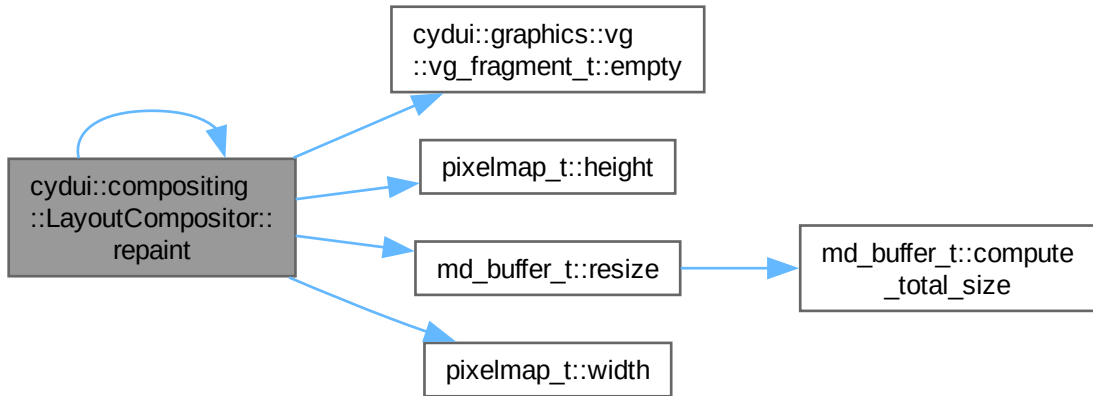 cydui::compositing
::LayoutCompositor::
repaint
cydui::graphics::vg
::vg_fragment_t::empty
pixelmap_t::height
md_buffer_t::resize
md_buffer_t::compute
_total_size
pixelmap_t::width